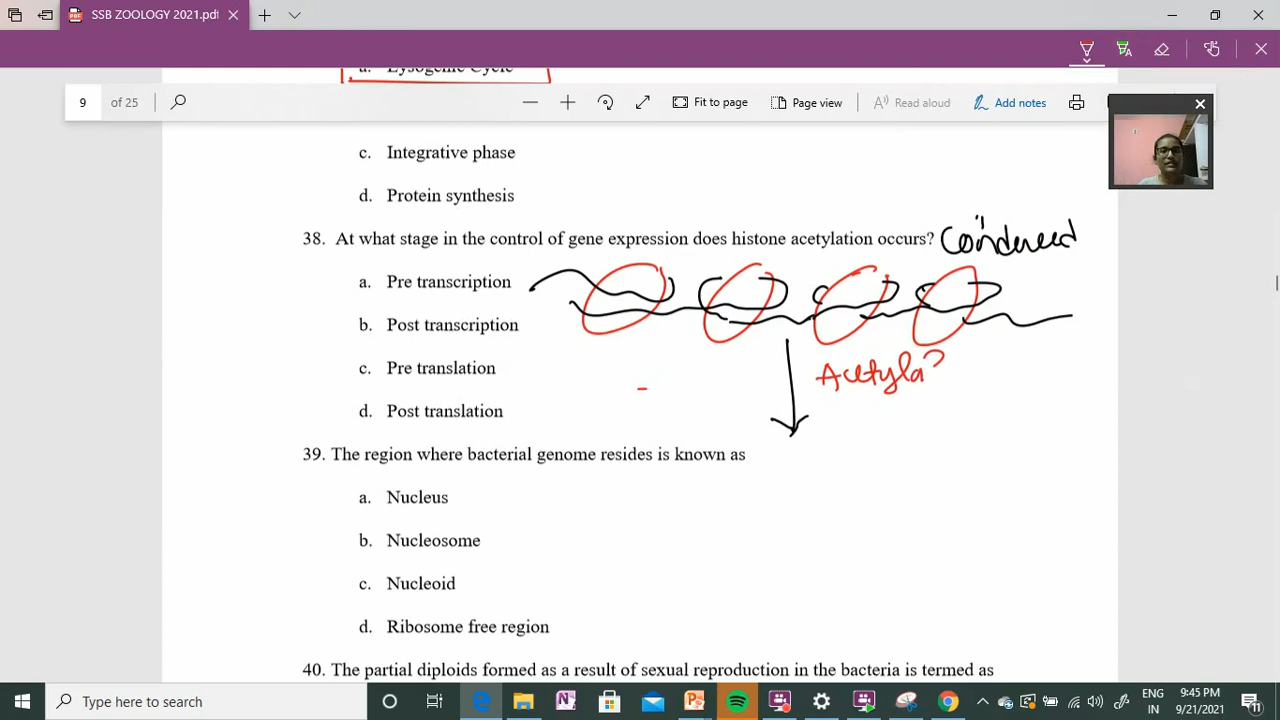 SSB ZOOLOGY 2021.pdf
a. Lysogenic Cycle
9 of 25
Fit to page
Page view
Read aloud
Add notes
c. Integrative phase
d. Protein synthesis
38. At what stage in the control of gene expression does histone acetylation occurs?
a. Pre transcription
b. Post transcription
c. Pre translation
Acetyla
d. Post translation
39. The region where bacterial genome resides is known as
a. Nucleus
b. Nucleosome
c. Nucleoid
d. Ribosome free region
40. The partial diploids formed as a result of sexual reproduction in the bacteria is termed as
Type here to search
ENG
IN
9:45 PM
9/21/2021